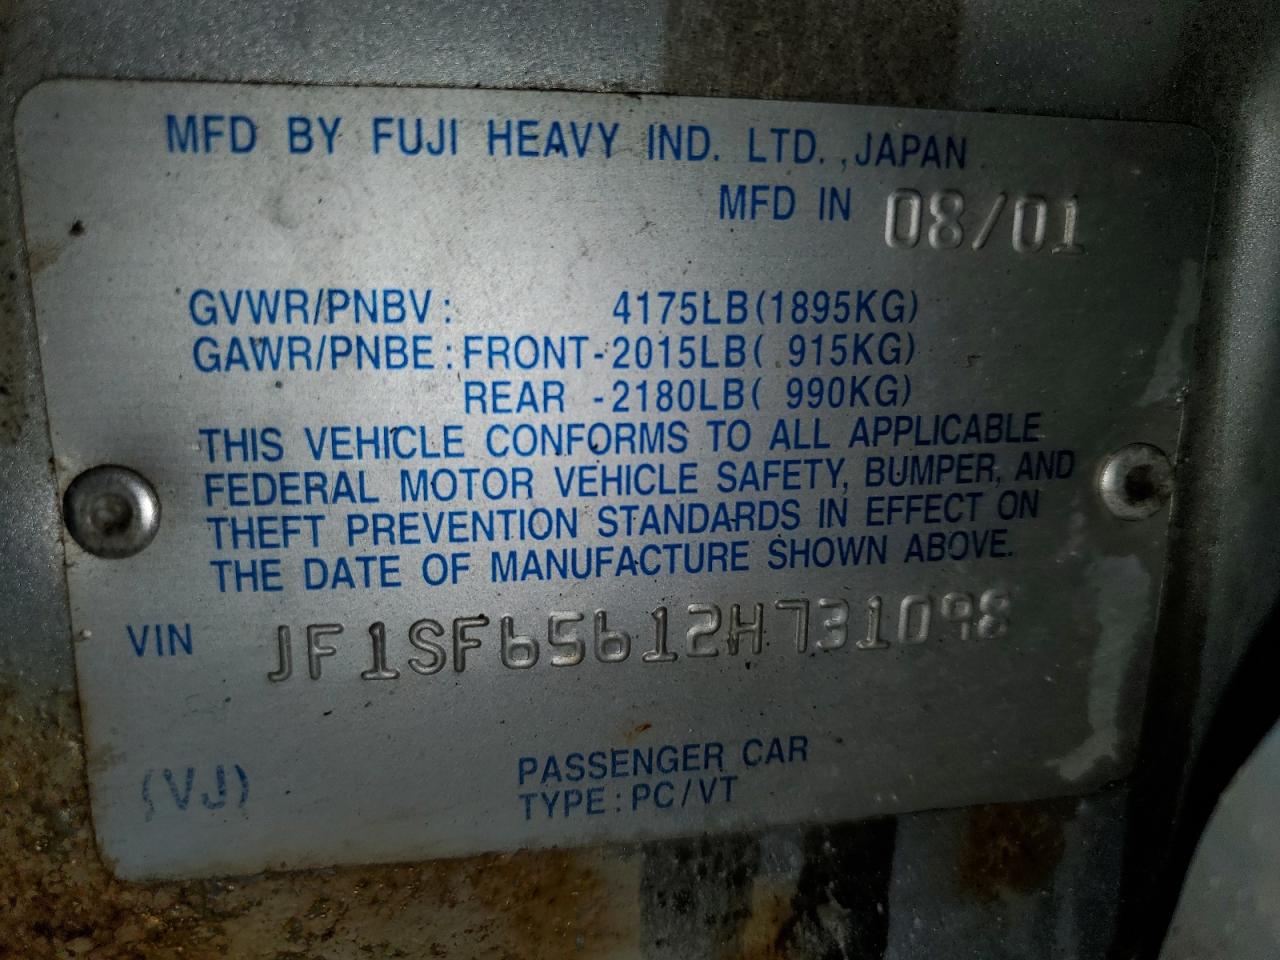 MFD BY FUJI HEAVY IND. LTD.,JAPAN
MFD IN 08/01
GVWR/PNBV: 4175LB(1895KG)
GAWR/PNBE:FRONT-2015LB( 915KG)
REAR -2180LB( 990KG)
THIS VEHICLE CONFORMS TO ALL APPLICABLE
FEDERAL MOTOR VEHICLE SAFETY, BUMPER, AND
THEFT PREVENTION STANDARDS IN EFFECT ON
THE DATE OF MANUFACTURE SHOWN ABOVE.
VIN JF1SF65612H731098
PASSENGER CAR
(VJ) TYPE:PC/VT